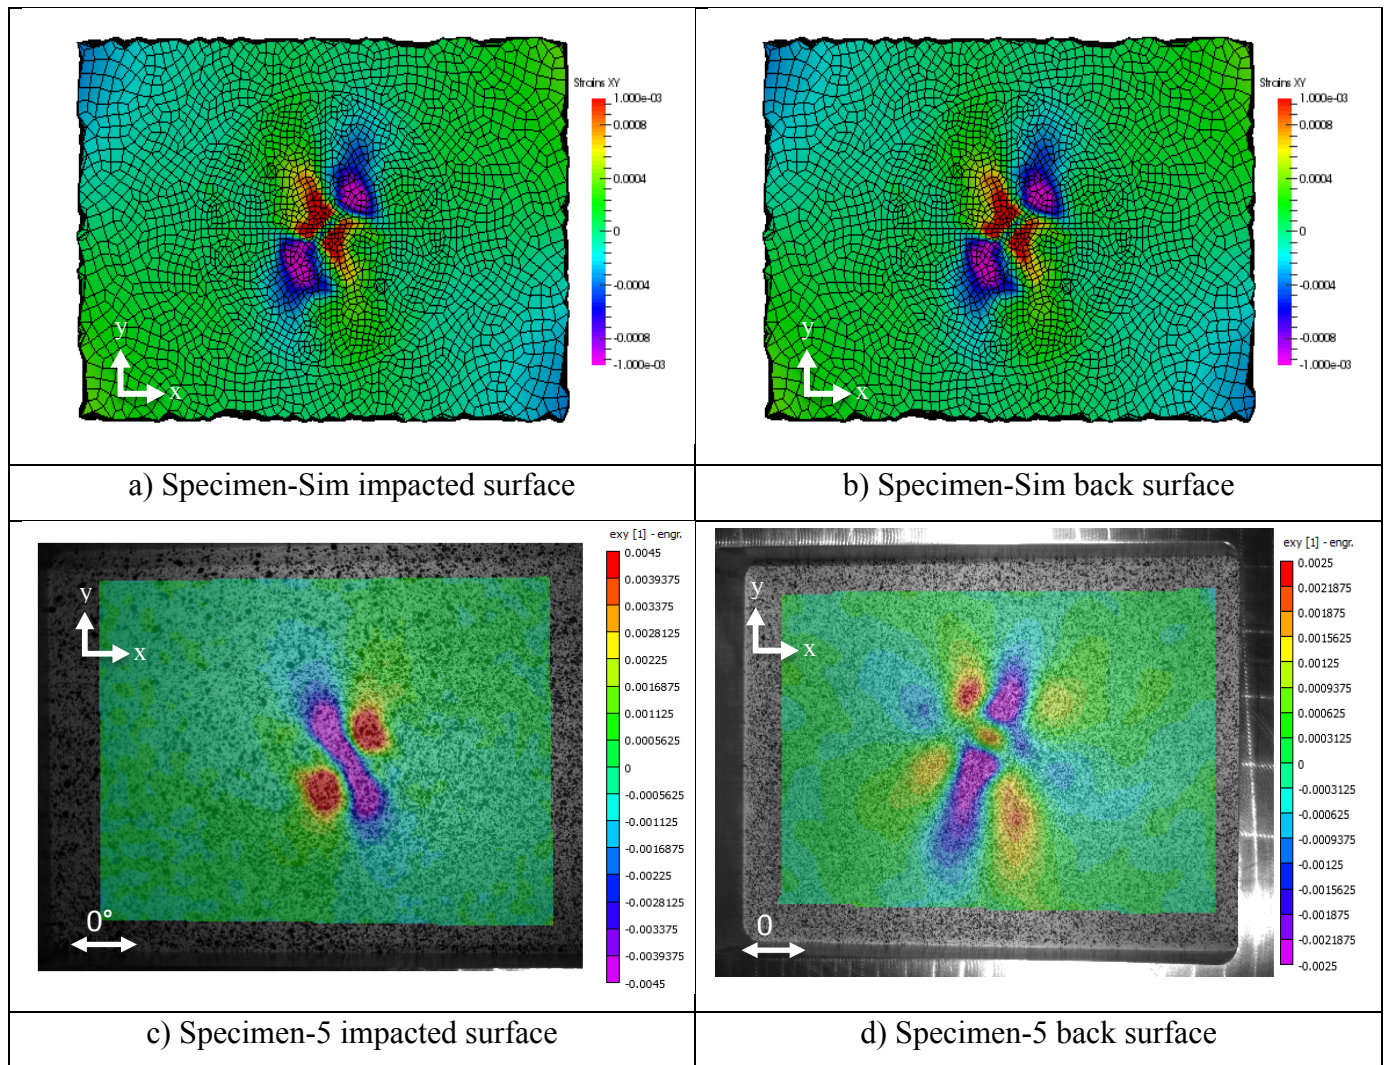 Strains XY
1.000e-03
0.0008
0.0004
0
-0.0004
-0.0008
-1.000e-03
y
x
Strains XY
1.000e-03
0.0008
0.0004
0
-0.0004
-0.0008
-1.000e-03
y
x
a) Specimen-Sim impacted surface
b) Specimen-Sim back surface
exy [1] - engr.
0.0045
0.0039375
0.003375
0.0028125
0.00225
0.0016875
0.001125
0.0005625
0
-0.0005625
-0.001125
-0.0016875
-0.00225
-0.0028125
-0.003375
-0.0039375
-0.0045
y
x
0°
exy [1] - engr.
0.0025
0.0021875
0.001875
0.0015625
0.00125
0.0009375
0.000625
0.0003125
0
-0.0003125
-0.000625
-0.0009375
-0.00125
-0.0015625
-0.001875
-0.0021875
-0.0025
y
x
0
c) Specimen-5 impacted surface
d) Specimen-5 back surface